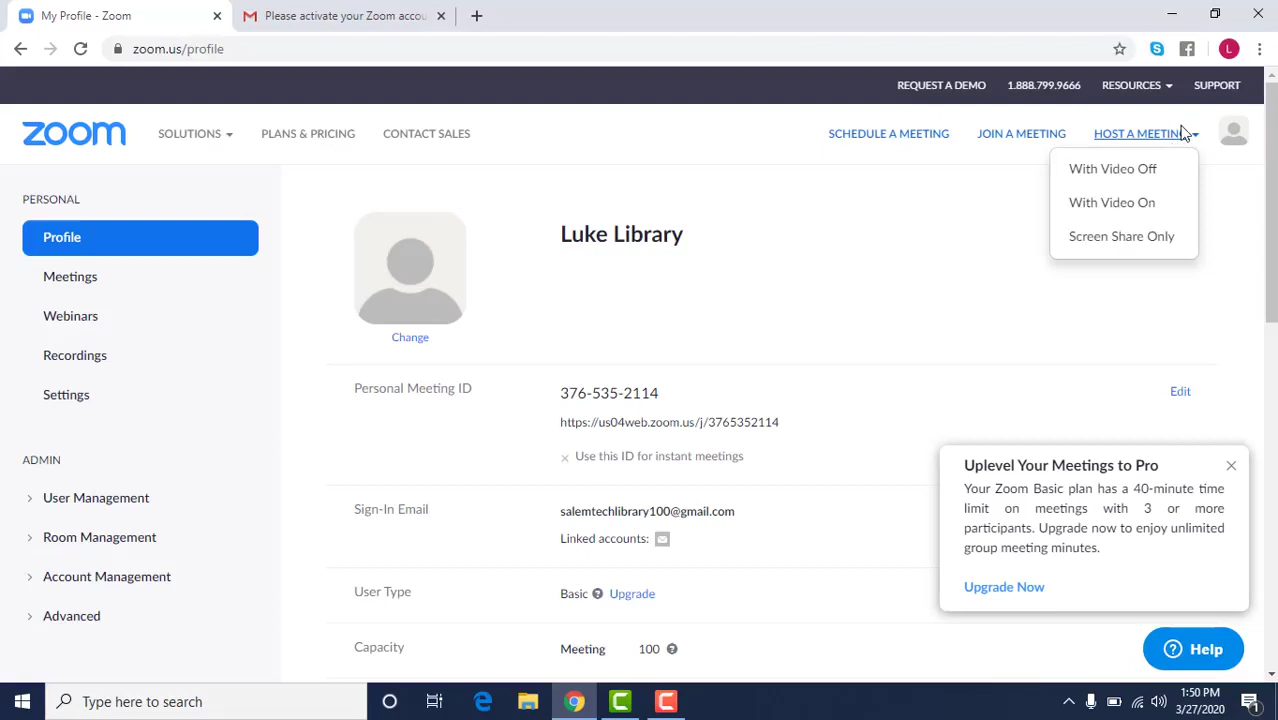 My Profile - Zoom
Please activate your Zoom accou
zoom.us/profile
L
REQUEST A DEMO 1.888.799.9666 RESOURCES SUPPORT
zoom SOLUTIONS PLANS & PRICING CONTACT SALES SCHEDULE A MEETING JOIN A MEETING HOST A MEETING
With Video Off
With Video On
Screen Share Only
PERSONAL
Profile
Meetings
Webinars
Recordings
Settings
ADMIN
User Management
Room Management
Account Management
Advanced
Luke Library
Change
Personal Meeting ID 376-535-2114 Edit
https://us04web.zoom.us/j/3765352114
× Use this ID for instant meetings
Sign-In Email salemtechlibrary100@gmail.com
Linked accounts:
User Type Basic Upgrade
Capacity Meeting 100
Uplevel Your Meetings to Pro
Your Zoom Basic plan has a 40-minute time
limit on meetings with 3 or more
participants. Upgrade now to enjoy unlimited
group meeting minutes.
Upgrade Now
Help
Type here to search
1:50 PM
3/27/2020
1